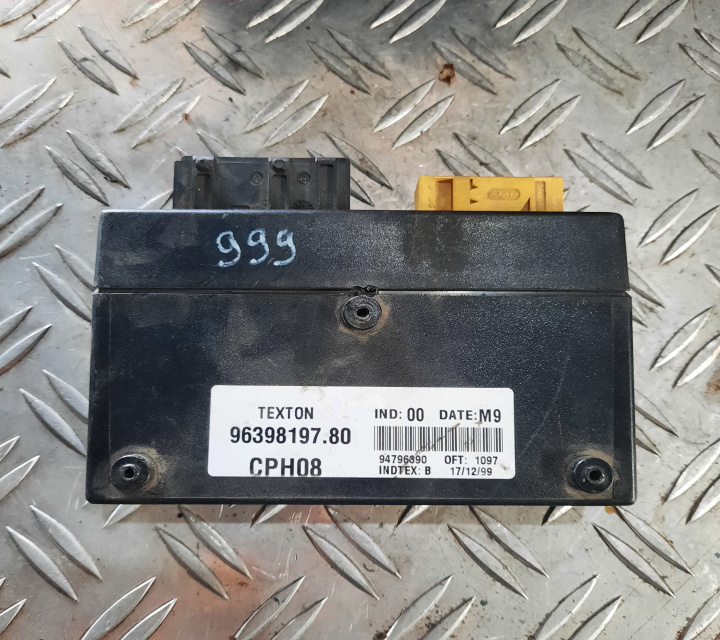 999
TEXTON
96398197.80
CPH08
IND: 00 DATE: M9
94796390 OFT: 1097
INDTEX: B 17/12/99